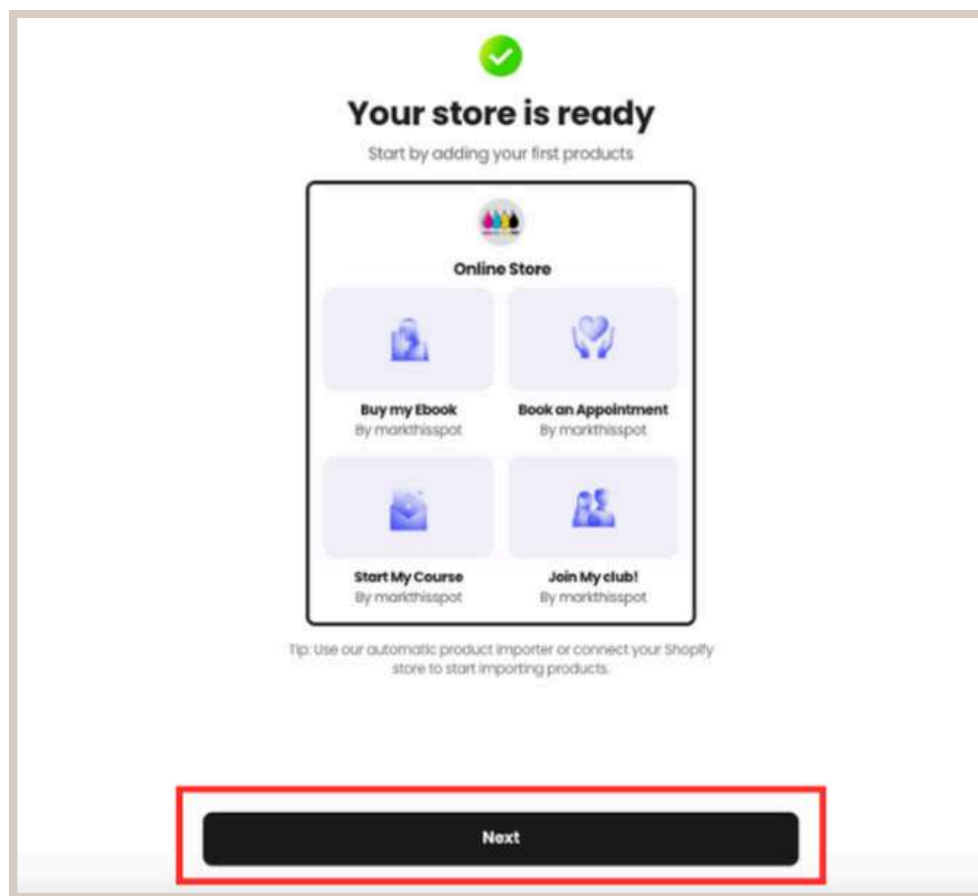 Your store is ready
Start by adding your first products
Online Store
Buy my Ebook
By markthisspot
Book an Appointment
By markthisspot
Start My Course
By markthisspot
Join My club!
By markthisspot
Tip: Use our automatic product importer or connect your Shopify
store to start importing products.
Next